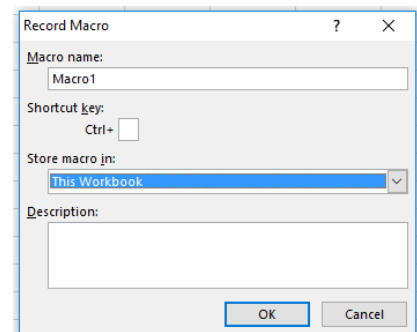 Record Macro ?
Macro name:
Macro1
Shortcut key:
Ctrl+
Store macro in:
This Workbook
Description:
OK Cancel